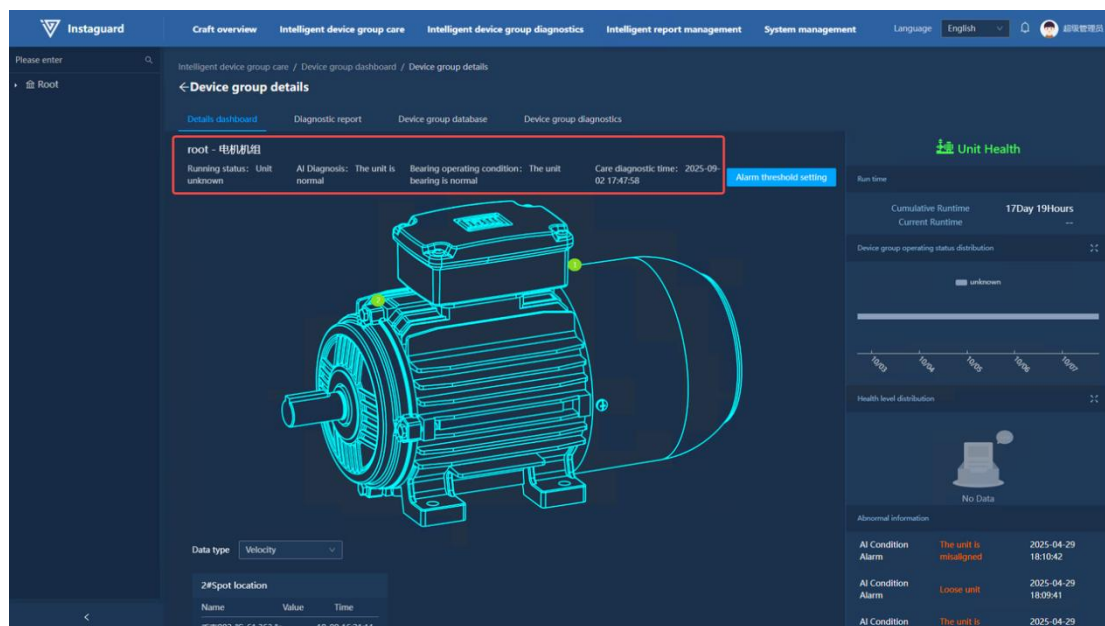 Instaguard
Craft overview
Intelligent device group care
Intelligent device group diagnostics
Intelligent report management
System management
Language
English
超级管理员
Please enter
Root
Intelligent device group care / Device group dashboard / Device group details
←Device group details
Details dashboard
Diagnostic report
Device group database
Device group diagnostics
root - 电机机组
Running status: Unit
unknown
AI Diagnosis: The unit is
normal
Bearing operating condition: The unit
bearing is normal
Care diagnostic time: 2025-09-
02 17:47:58
Alarm threshold setting
1
2
Data type
Velocity
2#Spot location
Name Value Time
Unit Health
Run time
Cumulative Runtime 17Day 19Hours
Current Runtime --
Device group operating status distribution
unknown
10/03 10/04 10/05 10/06 10/07
Health level distribution
No Data
Abnormal information
AI Condition
Alarm
The unit is
misaligned
2025-04-29
18:10:42
AI Condition
Alarm
Loose unit
2025-04-29
18:09:41
AI Condition
The unit is
2025-04-29